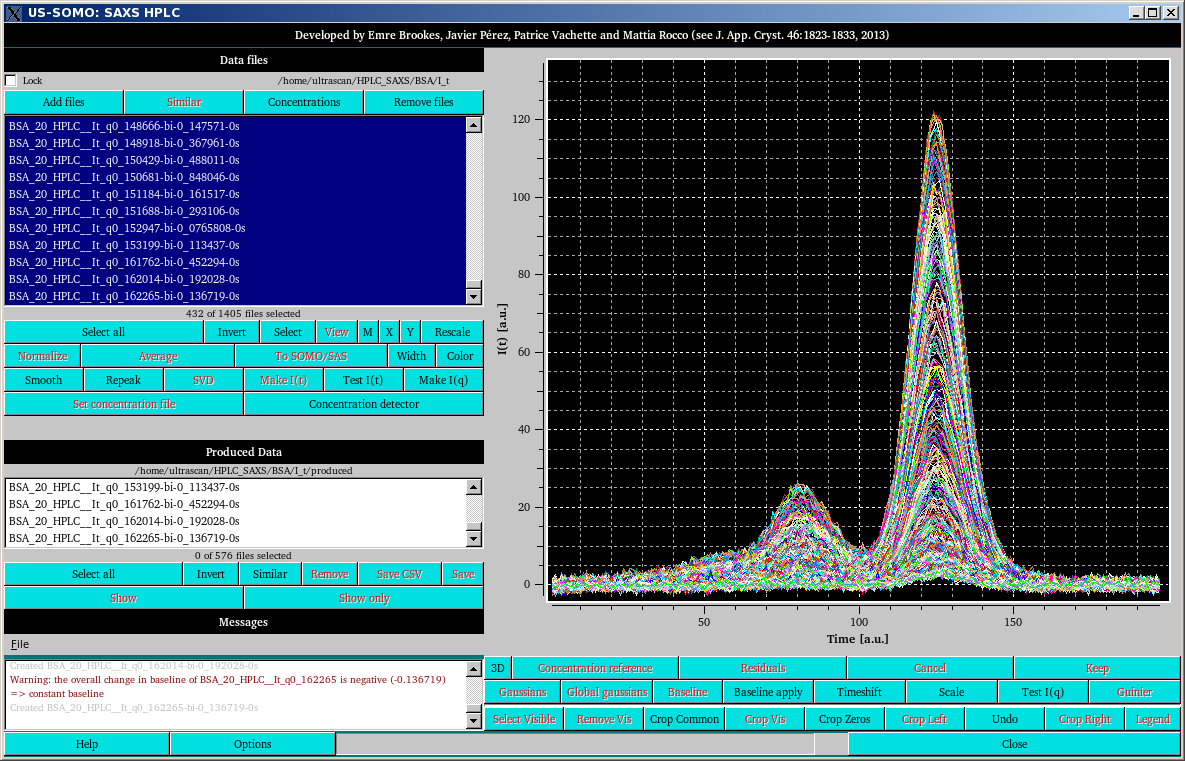 US-SOMO: SAXS HPLC
Developed by Emre Brookes, Javier Pérez, Patrice Vachette and Mattia Rocco (see J. App. Cryst. 46:1823-1833, 2013)
Data files
Lock /home/ultrascan/HPLC_SAXS/BSA/I_t
Add files Similar Concentrations Remove files
BSA_20_HPLC__It_q0_148666-bi-0_147571-0s
BSA_20_HPLC__It_q0_148918-bi-0_367961-0s
BSA_20_HPLC__It_q0_150429-bi-0_488011-0s
BSA_20_HPLC__It_q0_150681-bi-0_848046-0s
BSA_20_HPLC__It_q0_151184-bi-0_161517-0s
BSA_20_HPLC__It_q0_151688-bi-0_293106-0s
BSA_20_HPLC__It_q0_152947-bi-0_0765808-0s
BSA_20_HPLC__It_q0_153199-bi-0_113437-0s
BSA_20_HPLC__It_q0_161762-bi-0_452294-0s
BSA_20_HPLC__It_q0_162014-bi-0_192028-0s
BSA_20_HPLC__It_q0_162265-bi-0_136719-0s
432 of 1405 files selected
Select all Invert Select View M X Y Rescale
Normalize Average To SOMO/SAS Width Color
Smooth Repeak SVD Make I(t) Test I(t) Make I(q)
Set concentration file Concentration detector
Produced Data
/home/ultrascan/HPLC_SAXS/BSA/I_t/produced
BSA_20_HPLC__It_q0_153199-bi-0_113437-0s
BSA_20_HPLC__It_q0_161762-bi-0_452294-0s
BSA_20_HPLC__It_q0_162014-bi-0_192028-0s
BSA_20_HPLC__It_q0_162265-bi-0_136719-0s
0 of 576 files selected
Select all Invert Similar Remove Save CSV Save
Show Show only
Messages
File
Created BSA_20_HPLC__It_q0_162014-bi-0_192028-0s
Warning: the overall change in baseline of BSA_20_HPLC__It_q0_162265 is negative (-0.136719)
=> constant baseline
Created BSA_20_HPLC__It_q0_162265-bi-0_136719-0s
Help Options
I(t) [a.u.]
120
100
80
60
40
20
0
50 100 150
Time [a.u.]
3D Concentration reference Residuals Cancel Keep
Gaussians Global gaussians Baseline Baseline apply Timeshift Scale Test I(q) Guinier
Select Visible Remove Vis Crop Common Crop Vis Crop Zeros Crop Left Undo Crop Right Legend
Close